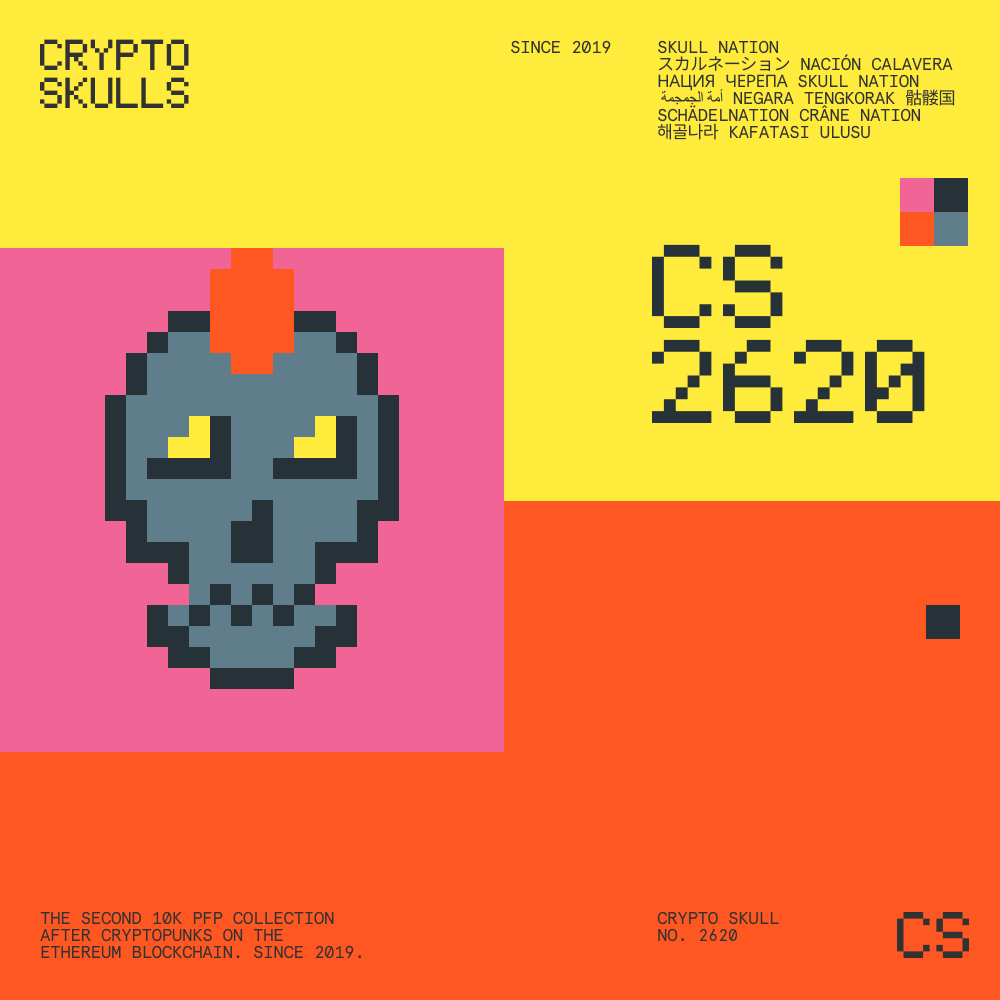 CRYPTO
SKULLS
SINCE 2019
SKULL NATION
スカルネーション NACIÓN CALAVERA
НАЦИЯ ЧЕРЕПА SKULL NATION
أمة الجمجمة NEGARA TENGKORAK 骷髅国
SCHÄDELNATION CRÂNE NATION
해골나라 KAFATASI ULUSU
CS
2620
THE SECOND 10K PFP COLLECTION
AFTER CRYPTOPUNKS ON THE
ETHEREUM BLOCKCHAIN. SINCE 2019.
CRYPTO SKULL
NO. 2620
CS